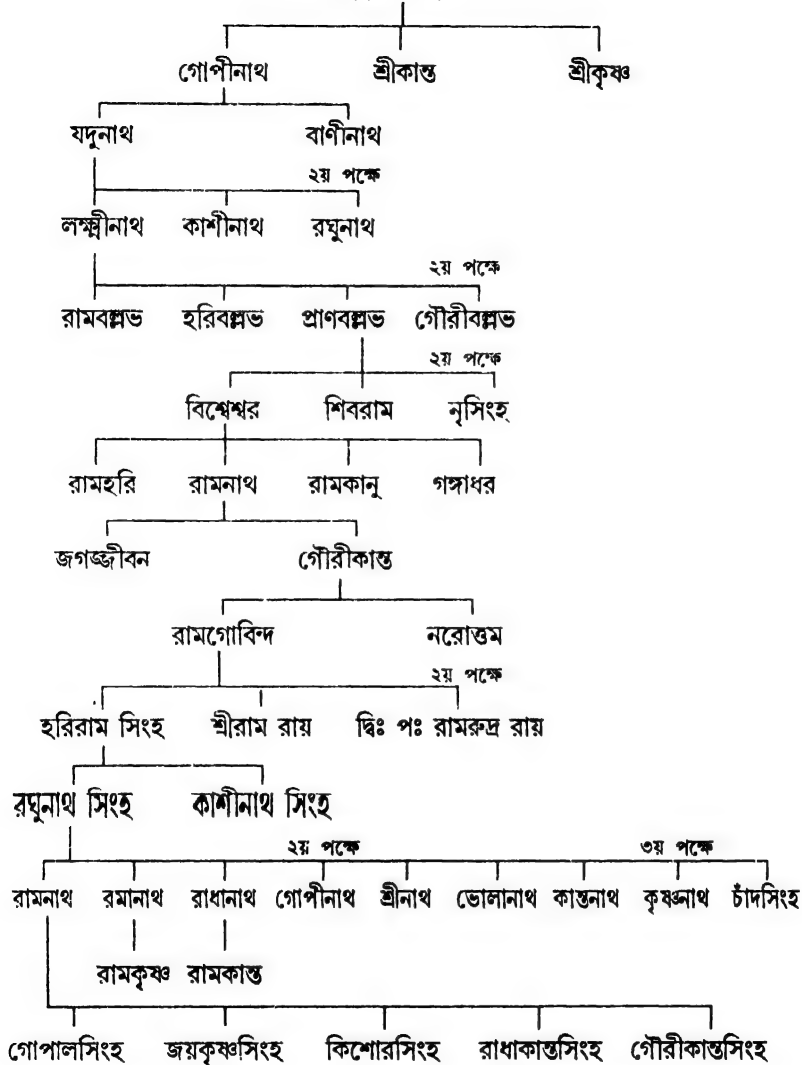 গোপীনাথ শ্রীকান্ত শ্রীকৃষ্ণ
যদুনাথ বাণীনাথ
২য় পক্ষে
লক্ষ্মীনাথ কাশীনাথ রঘুনাথ
২য় পক্ষে
রামবল্লভ হরিবল্লভ প্রাণবল্লভ গৌরীবল্লভ
২য় পক্ষে
বিশ্বেশ্বর শিবরাম নৃসিংহ
রামহরি রামনাথ রামকানু গঙ্গাধর
জগজ্জীবন গৌরীকান্ত
রামগোবিন্দ নরোত্তম
২য় পক্ষে
হরিরাম সিংহ শ্রীরাম রায় দ্বিঃ পঃ রামরুদ্র রায়
রঘুনাথ সিংহ কাশীনাথ সিংহ
২য় পক্ষে ৩য় পক্ষে
রামনাথ রমানাথ রাধানাথ গোপীনাথ শ্রীনাথ ভোলানাথ কান্তনাথ কৃষ্ণনাথ চাঁদসিংহ
রামকৃষ্ণ রামকান্ত
গোপালসিংহ জয়কৃষ্ণসিংহ কিশোরসিংহ রাধাকান্তসিংহ গৌরীকান্তসিংহ